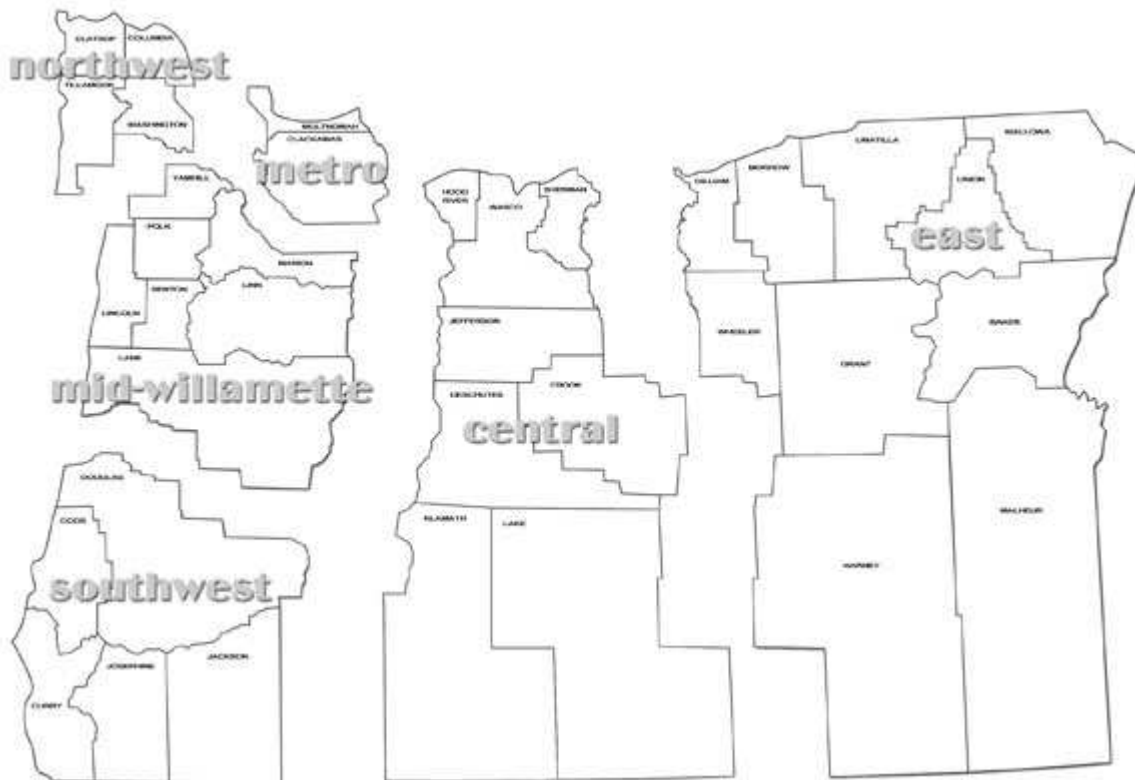 CLATSOP COLUMBIA
northwest
TILLAMOOK
WASHINGTON
MULTNOMAH
CLACKAMAS
metro
YAMHILL
POLK
MARION
BENTON LINN
LINCOLN
LANE
mid-willamette
DOUGLAS
COOS
southwest
JOSEPHINE JACKSON
CURRY
HOOD
RIVER
WASCO
SHERMAN
JEFFERSON
DESCHUTES
CROOK
central
KLAMATH LAKE
GILLIAM
MORROW
UMATILLA
WALLOWA
UNION
east
WHEELER
BAKER
GRANT
MALHEUR
HARNEY